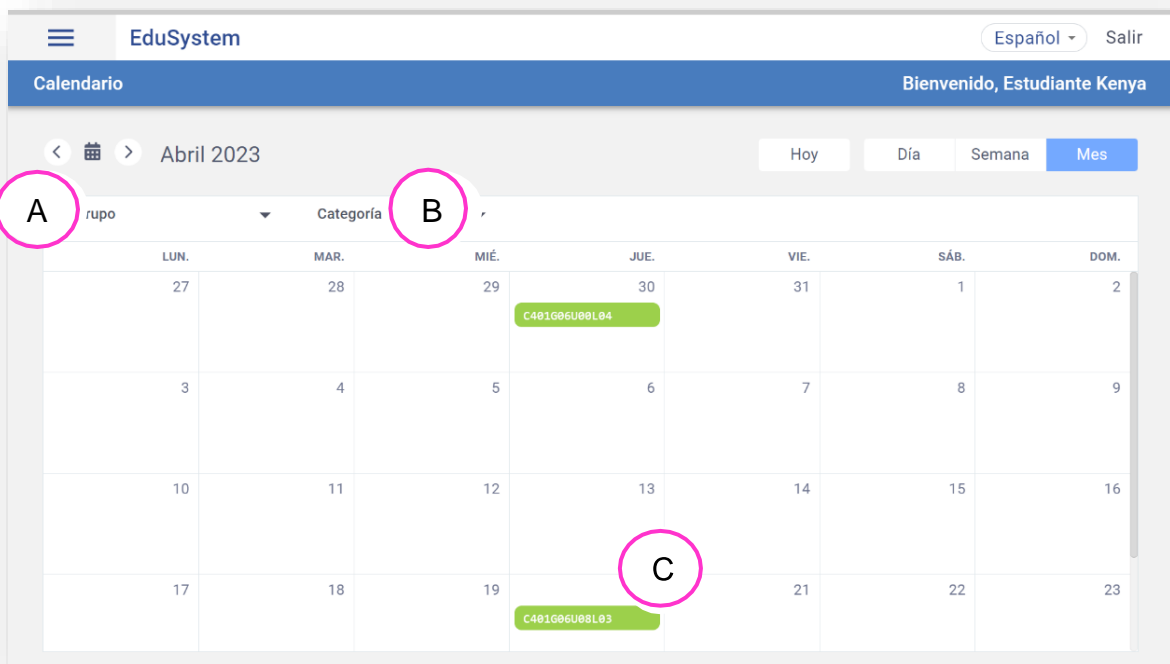 EduSystem Español Salir
Calendario Bienvenido, Estudiante Kenya
Abril 2023 Hoy Día Semana Mes
A rupo Categoría B
LUN. MAR. MIÉ. JUE. VIE. SÁB. DOM.
27 28 29 30 31 1 2
C401G06U00L04
3 4 5 6 7 8 9
10 11 12 13 14 15 16
C
17 18 19 21 22 23
C401G06U08L03